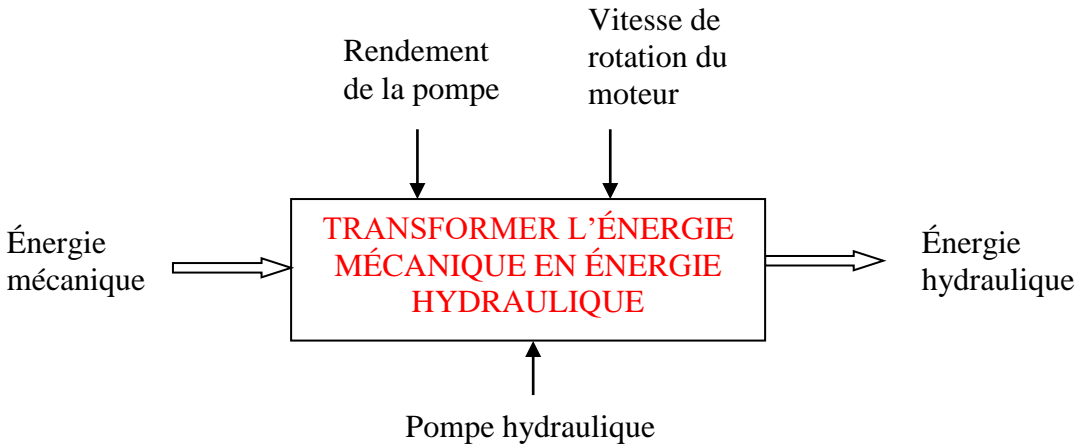 Rendement
de la pompe
Vitesse de
rotation du
moteur
Énergie
mécanique
TRANSFORMER L’ÉNERGIE
MÉCANIQUE EN ÉNERGIE
HYDRAULIQUE
Énergie
hydraulique
Pompe hydraulique